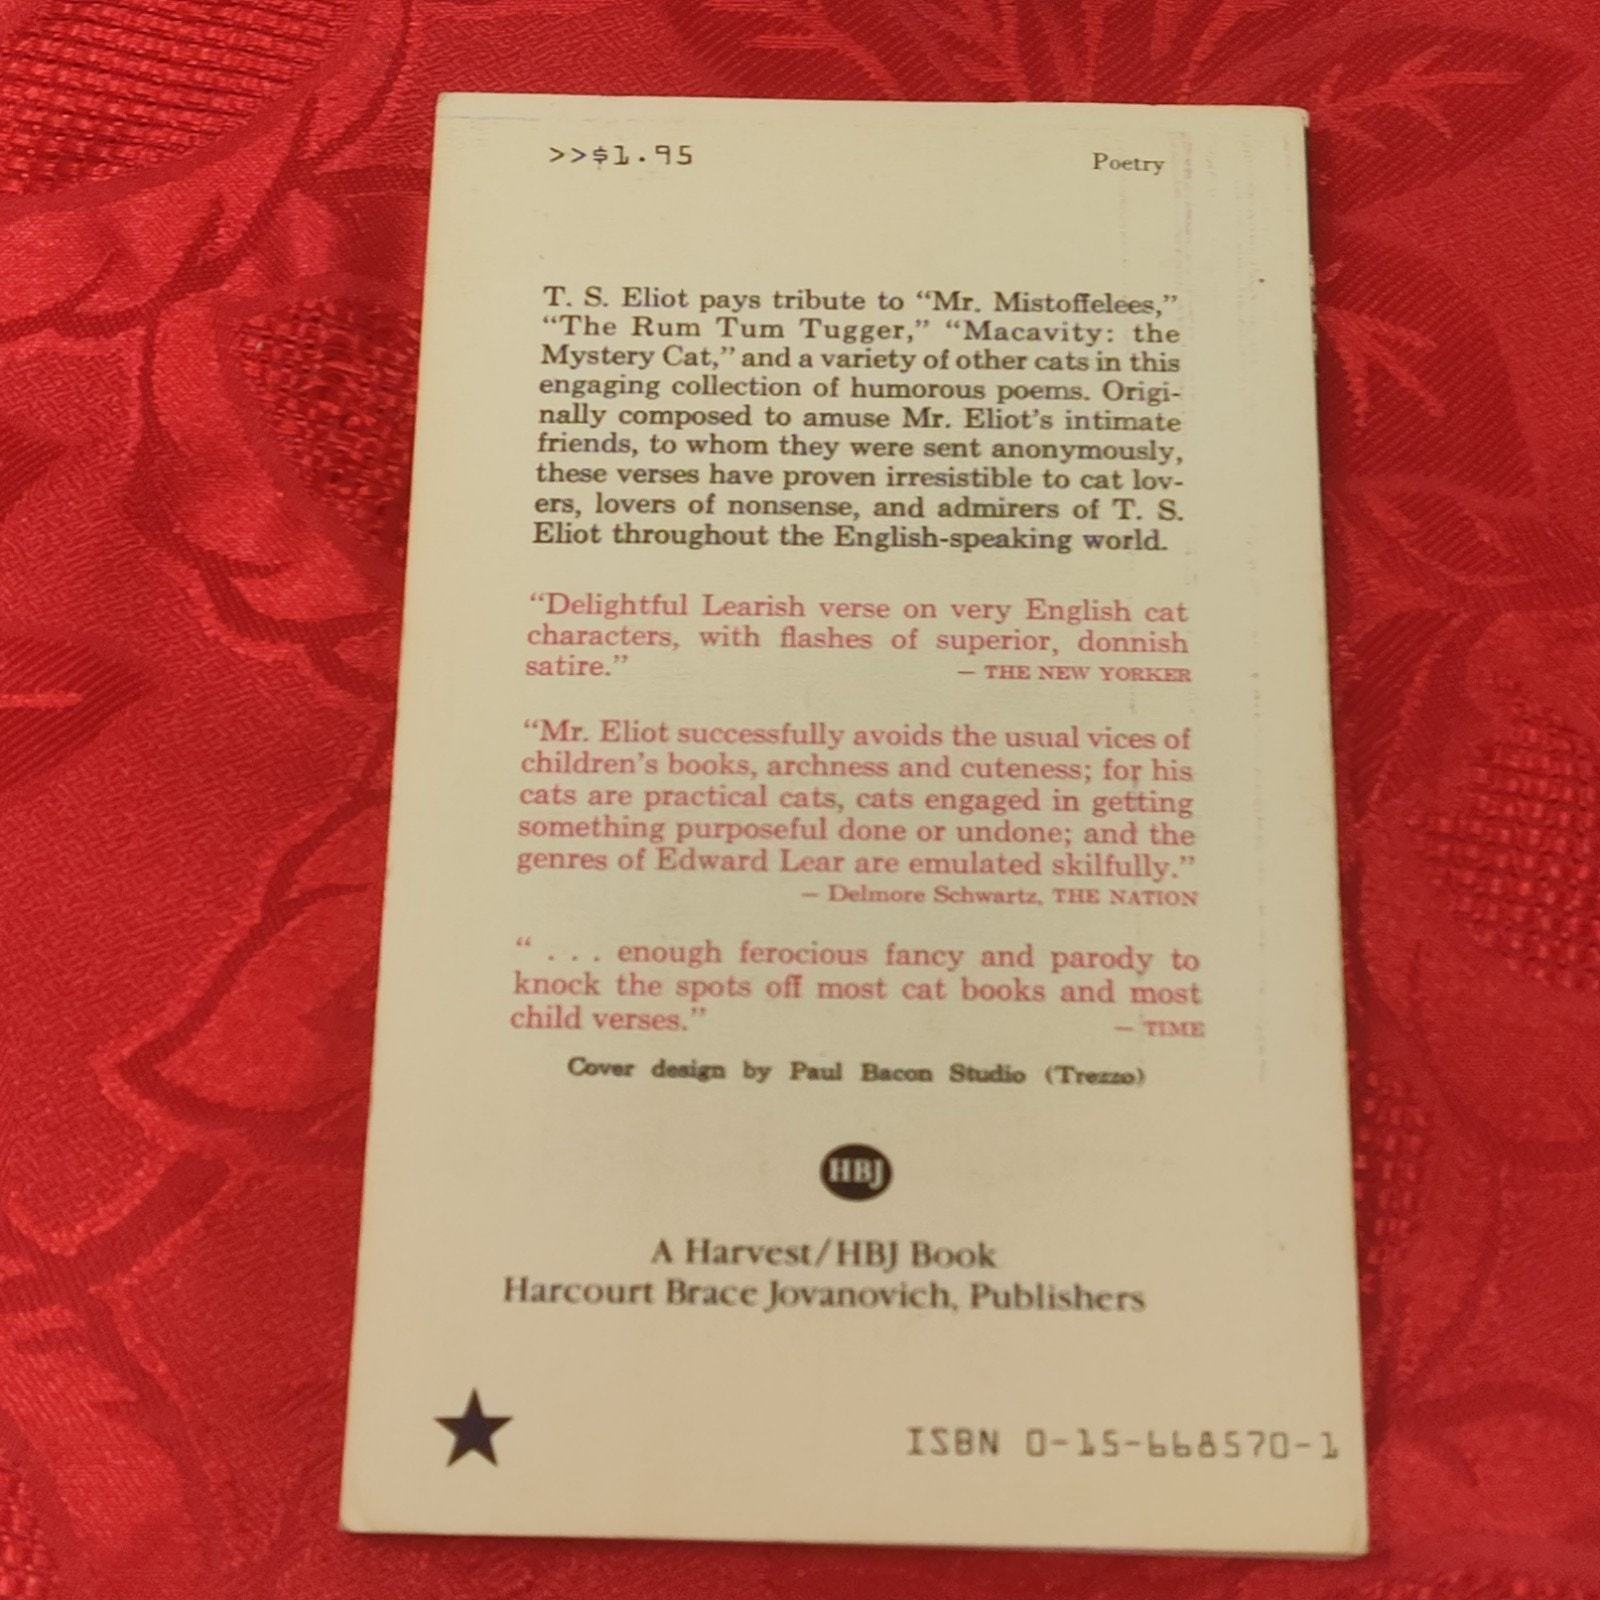 >>$1.95
Poetry
T. S. Eliot pays tribute to “Mr. Mistoffelees,”
“The Rum Tum Tugger,” “Macavity: the
Mystery Cat,” and a variety of other cats in this
engaging collection of humorous poems. Origi-
nally composed to amuse Mr. Eliot’s intimate
friends, to whom they were sent anonymously,
these verses have proven irresistible to cat lov-
ers, lovers of nonsense, and admirers of T. S.
Eliot throughout the English-speaking world.
“Delightful Learish verse on very English cat
characters, with flashes of superior, donnish
satire.” — THE NEW YORKER
“Mr. Eliot successfully avoids the usual vices of
children’s books, archness and cuteness; for his
cats are practical cats, cats engaged in getting
something purposeful done or undone; and the
genres of Edward Lear are emulated skilfully.”
— Delmore Schwartz, THE NATION
“ . . . enough ferocious fancy and parody to
knock the spots off most cat books and most
child verses.” — TIME
Cover design by Paul Bacon Studio (Trezzo)
HBJ
A Harvest/HBJ Book
Harcourt Brace Jovanovich, Publishers
ISBN 0-15-668570-1